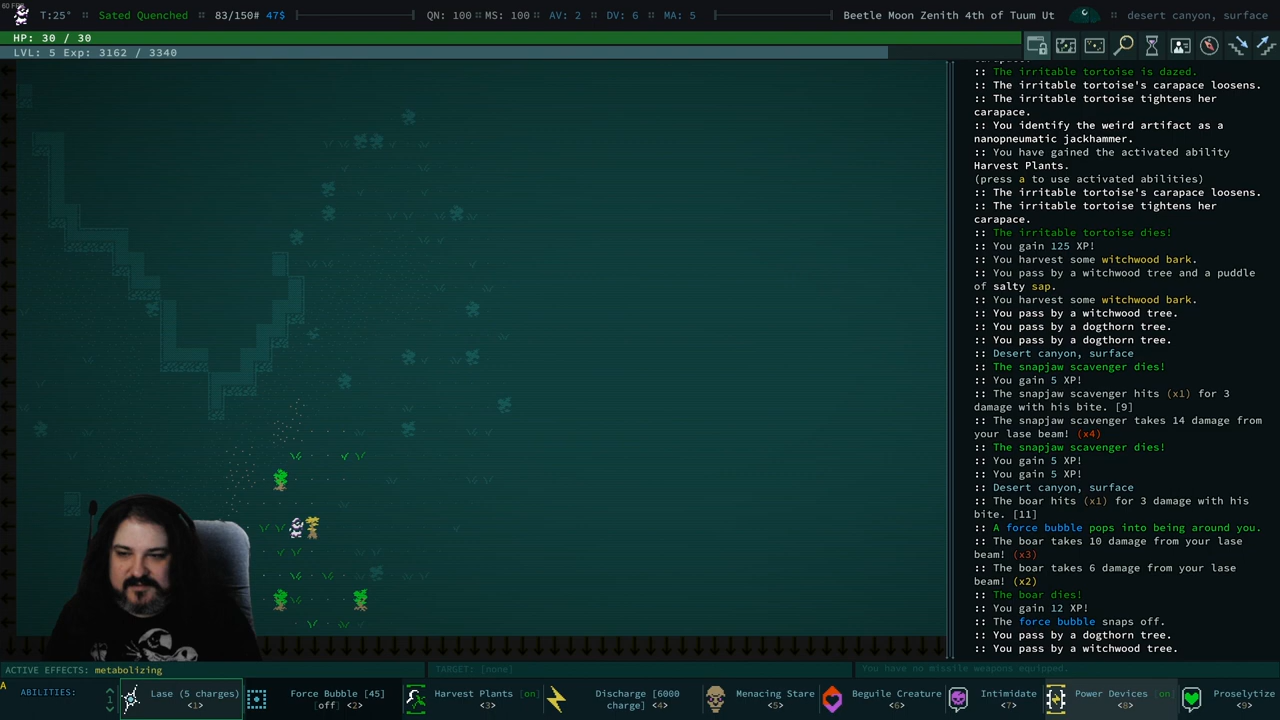 60 FPS
T:25° :: Sated Quenched :: 83/150# 47$ QN: 100 :: MS: 100 :: AV: 2 :: DV: 6 :: MA: 5 Beetle Moon Zenith 4th of Tuum Ut :: desert canyon, surface
HP: 30 / 30
LVL: 5 Exp: 3162 / 3340
carapace.
:: The irritable tortoise is dazed.
:: The irritable tortoise's carapace loosens.
:: The irritable tortoise tightens her
carapace.
:: You identify the weird artifact as a
nanopneumatic jackhammer.
:: You have gained the activated ability
Harvest Plants.
(press a to use activated abilities)
:: The irritable tortoise's carapace loosens.
:: The irritable tortoise tightens her
carapace.
:: The irritable tortoise dies!
:: You gain 125 XP!
:: You harvest some witchwood bark.
:: You pass by a witchwood tree and a puddle
of salty sap.
:: You harvest some witchwood bark.
:: You pass by a witchwood tree.
:: You pass by a dogthorn tree.
:: You pass by a dogthorn tree.
:: Desert canyon, surface
:: The snapjaw scavenger dies!
:: You gain 5 XP!
:: The snapjaw scavenger hits (x1) for 3
damage with his bite. [9]
:: The snapjaw scavenger takes 14 damage from
your lase beam! (x4)
:: The snapjaw scavenger dies!
:: You gain 5 XP!
:: You gain 5 XP!
:: Desert canyon, surface
:: The boar hits (x1) for 3 damage with his
bite. [11]
:: A force bubble pops into being around you.
:: The boar takes 10 damage from your lase
beam! (x3)
:: The boar takes 6 damage from your lase
beam! (x2)
:: The boar dies!
:: You gain 12 XP!
:: The force bubble snaps off.
:: You pass by a dogthorn tree.
:: You pass by a witchwood tree.
ACTIVE EFFECTS: metabolizing
TARGET: [none]
You have no missile weapons equipped.
A
ABILITIES:
1
Lase (5 charges)
<1>
Force Bubble [45]
[off] <2>
Harvest Plants [on]
<3>
Discharge [6000
charge] <4>
Menacing Stare
<5>
Beguile Creature
<6>
Intimidate
<7>
Power Devices [on]
<8>
Proselytize
<9>